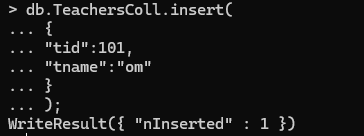 > db.TeachersColl.insert(
... {
... "tid":101,
... "tname":"om"
... }
... );
WriteResult({ "nInserted" : 1 })